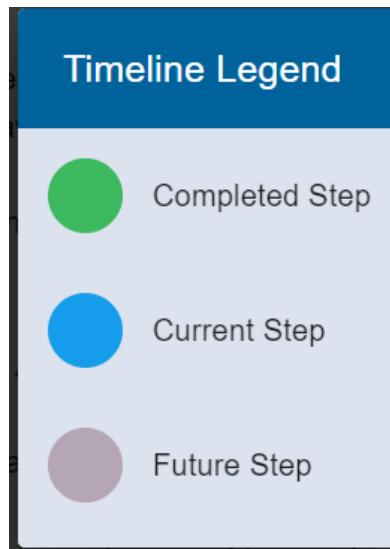 Timeline Legend
Completed Step
Current Step
Future Step